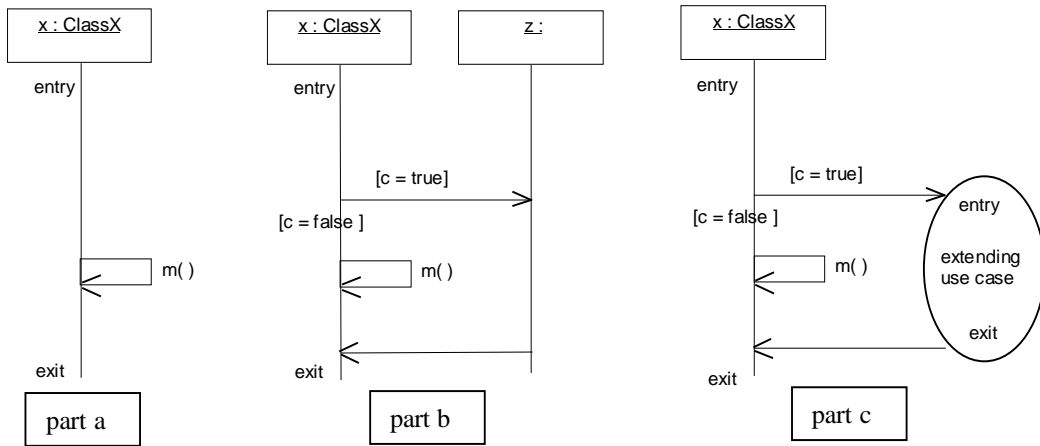 x : ClassX
entry
m( )
exit
part a
x : ClassX
z :
entry
[c = true]
[c = false ]
m( )
exit
part b
x : ClassX
entry
[c = true]
[c = false ]
m( )
entry
extending
use case
exit
exit
part c